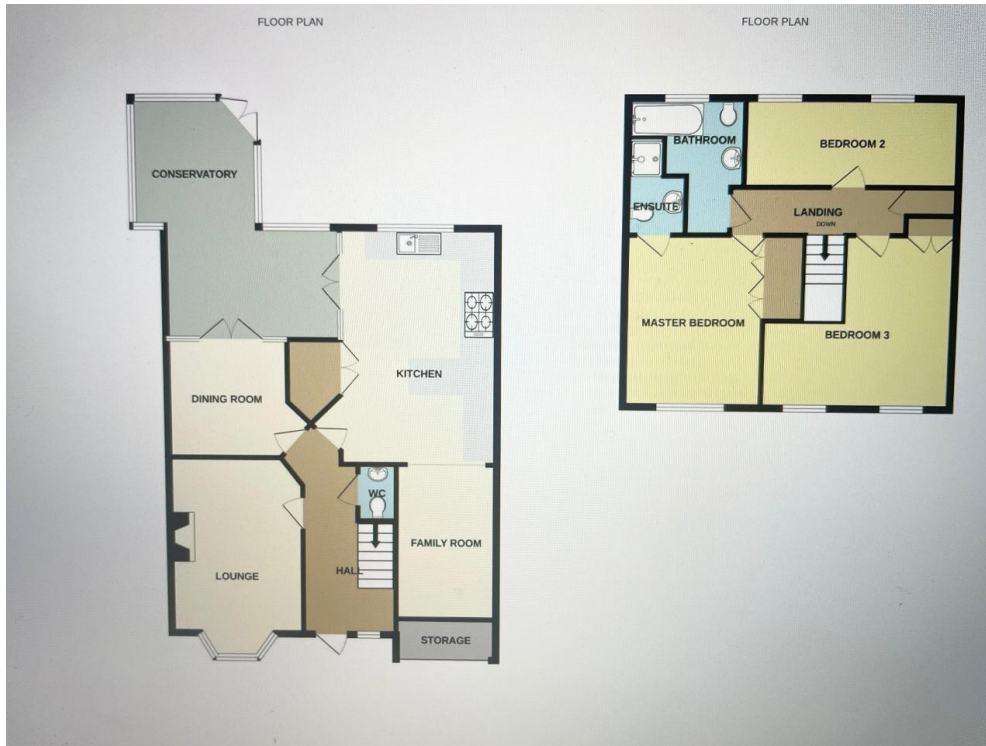 FLOOR PLAN
CONSERVATORY
KITCHEN
DINING ROOM
WC
FAMILY ROOM
HALL
LOUNGE
STORAGE
FLOOR PLAN
BATHROOM
BEDROOM 2
ENSUITE
LANDING
DOWN
MASTER BEDROOM
BEDROOM 3